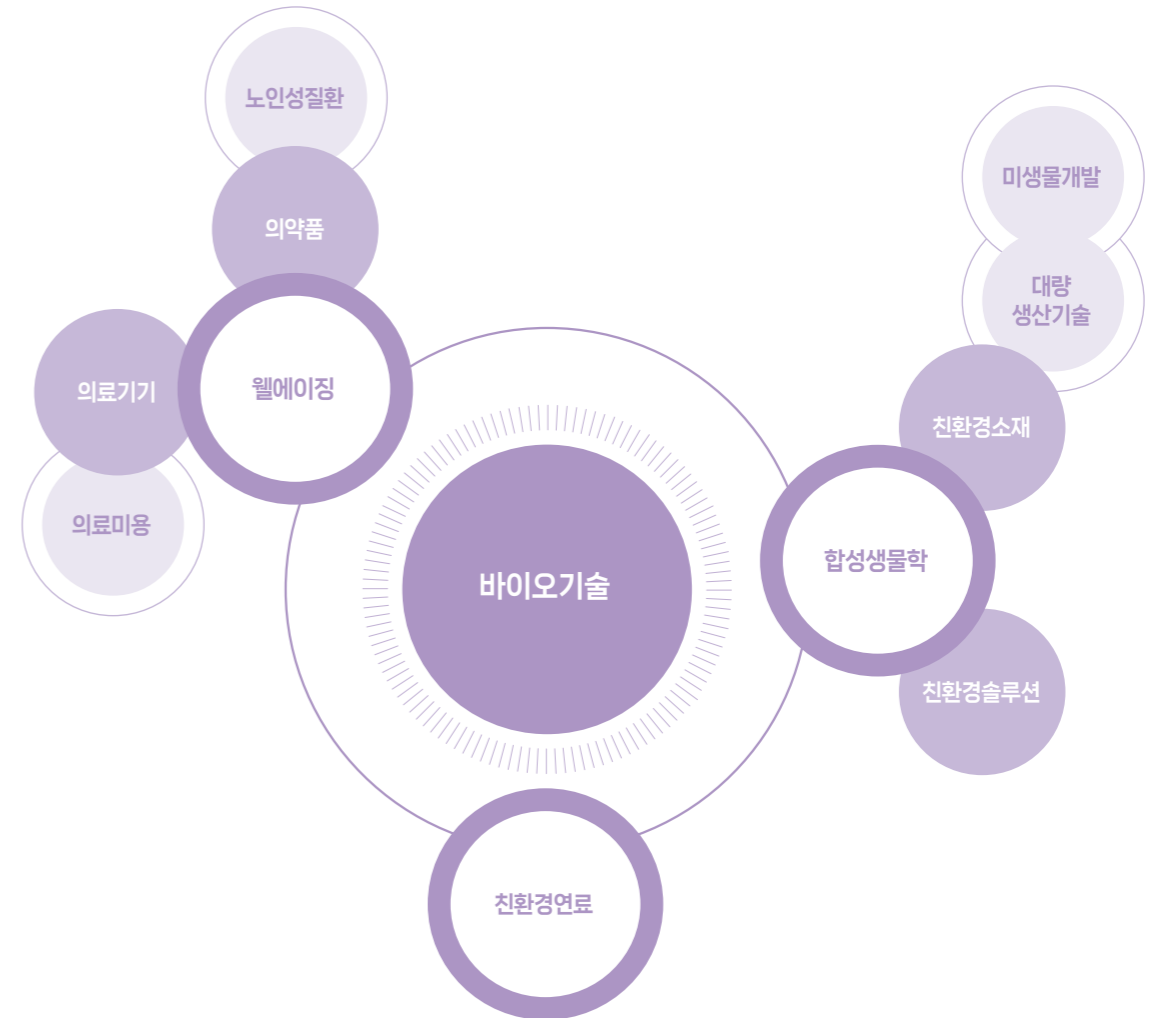 노인성질환
의약품
웰에이징
의료기기
의료미용
바이오기술
미생물개발
대량
생산기술
친환경소재
합성생물학
친환경솔루션
친환경연료